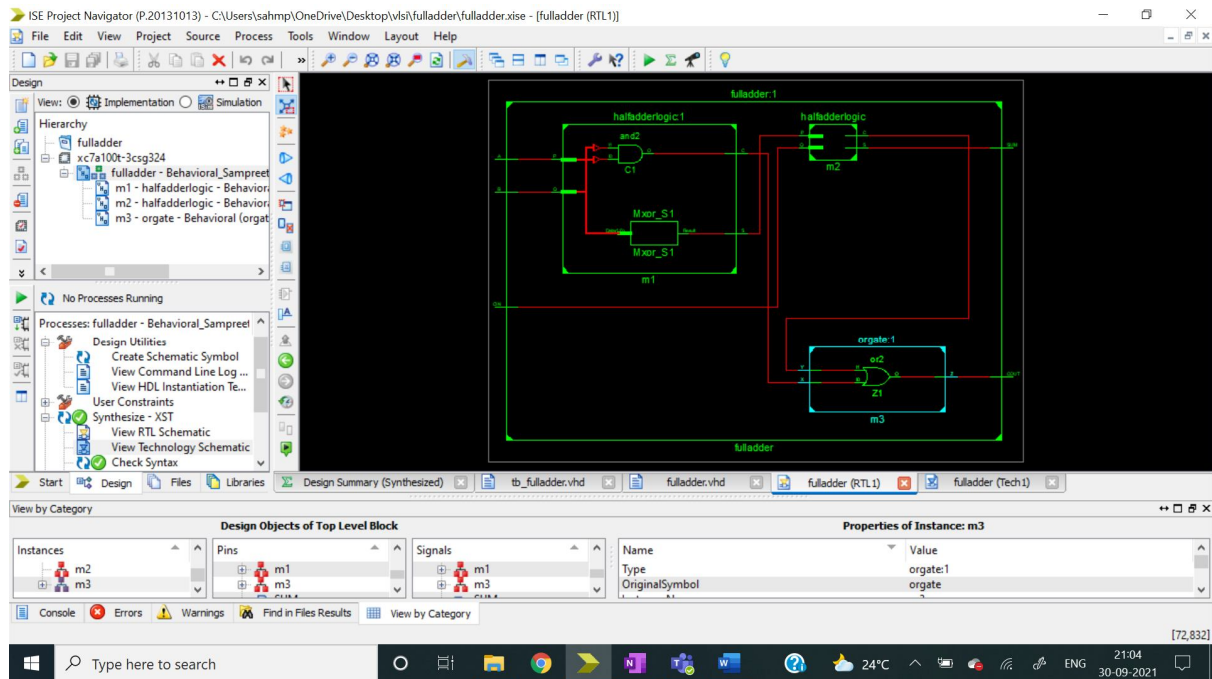 ISE Project Navigator (P.20131013) - C:\Users\sahmp\OneDrive\Desktop\vlsi\fulladder\fulladder.xise - [fulladder (RTL1)]
File Edit View Project Source Process Tools Window Layout Help
Design
View: Implementation Simulation
Hierarchy
fulladder
xc7a100t-3csg324
fulladder - Behavioral_Sampreet
m1 - halfadderlogic - Behavior
m2 - halfadderlogic - Behavior
m3 - orgate - Behavioral (orgat
No Processes Running
Processes: fulladder - Behavioral_Sampreet
Design Utilities
Create Schematic Symbol
View Command Line Log ...
View HDL Instantiation Te...
User Constraints
Synthesize - XST
View RTL Schematic
View Technology Schematic
Check Syntax
fulladder:1
halfadderlogic:1
and2
C1
Mxor_S1
Mxor_S1
m1
halfadderlogic
m2
SUM
orgate:1
or2
Z1
m3
COUT
fulladder
Start Design Files Libraries
Design Summary (Synthesized) tb_fulladder.vhd fulladder.vhd fulladder (RTL1) fulladder (Tech1)
View by Category
Design Objects of Top Level Block
Properties of Instance: m3
Instances Pins Signals Name Value
m2 m1 m1 Type orgate:1
m3 m3 m3 OriginalSymbol orgate
Console Errors Warnings Find in Files Results View by Category
[72,832]
Type here to search
24°C ENG 21:04
30-09-2021